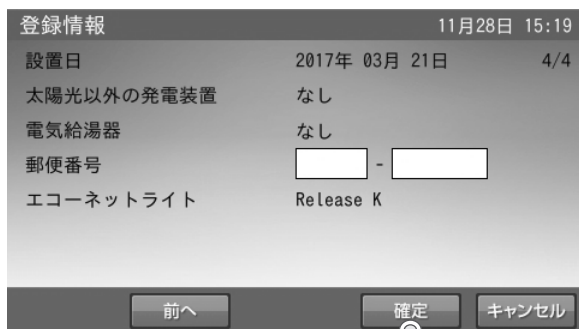 登録情報 11月28日 15:19
設置日 2017年 03月 21日 4/4
太陽光以外の発電装置 なし
電気給湯器 なし
郵便番号 -
エコーネットライト Release K
前へ 確定 キャンセル